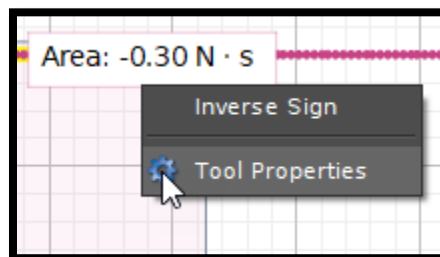 Area: -0.30 N · s
Inverse Sign
Tool Properties